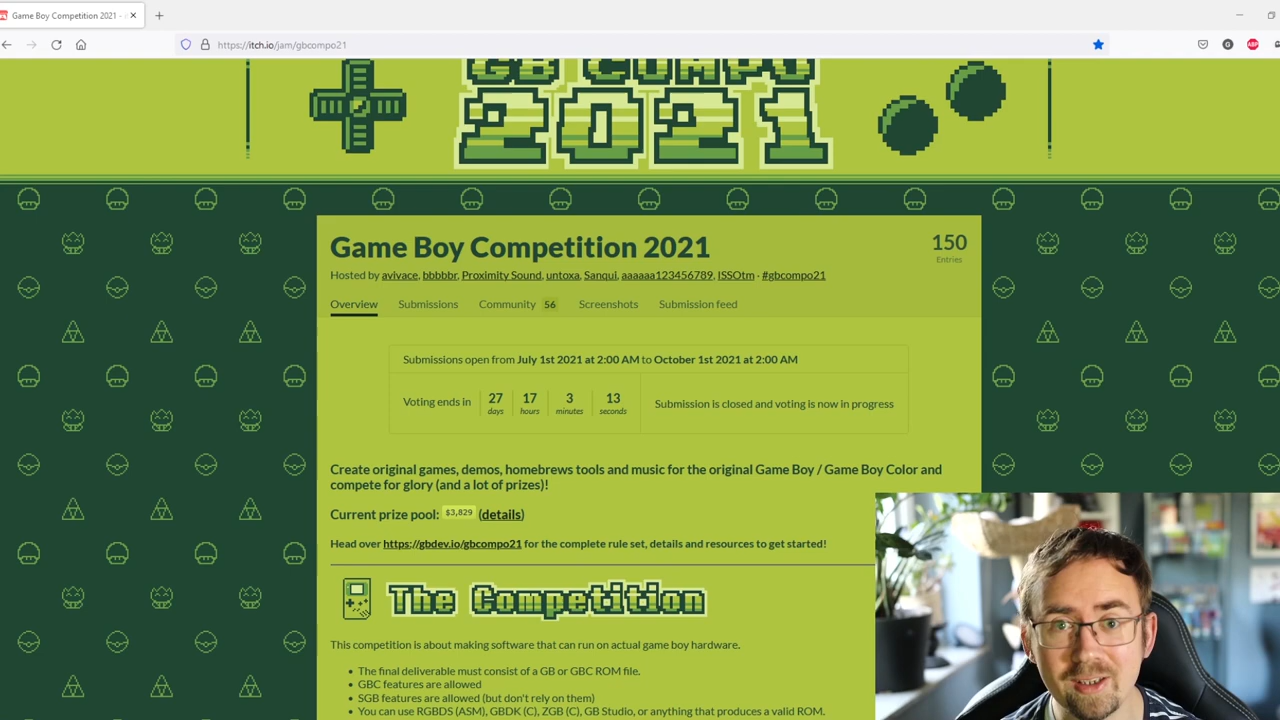 Game Boy Competition 2021 -
https://itch.io/jam/gbcompo21
ABP
GB COMPO
2021
Game Boy Competition 2021
150
Entries
Hosted by avivace, bbbbbr, Proximity Sound, untoxa, Sanqui, aaaaaa123456789, ISSOtm · #gbcompo21
Overview Submissions Community 56 Screenshots Submission feed
Submissions open from July 1st 2021 at 2:00 AM to October 1st 2021 at 2:00 AM
Voting ends in 27 days 17 hours 3 minutes 13 seconds
Submission is closed and voting is now in progress
Create original games, demos, homebrews tools and music for the original Game Boy / Game Boy Color and
compete for glory (and a lot of prizes)!
Current prize pool: $3,829 (details)
Head over https://gbdev.io/gbcompo21 for the complete rule set, details and resources to get started!
The Competition
This competition is about making software that can run on actual game boy hardware.
• The final deliverable must consist of a GB or GBC ROM file.
• GBC features are allowed
• SGB features are allowed (but don't rely on them)
• You can use RGBDS (ASM), GBDK (C), ZGB (C), GB Studio, or anything that produces a valid ROM.